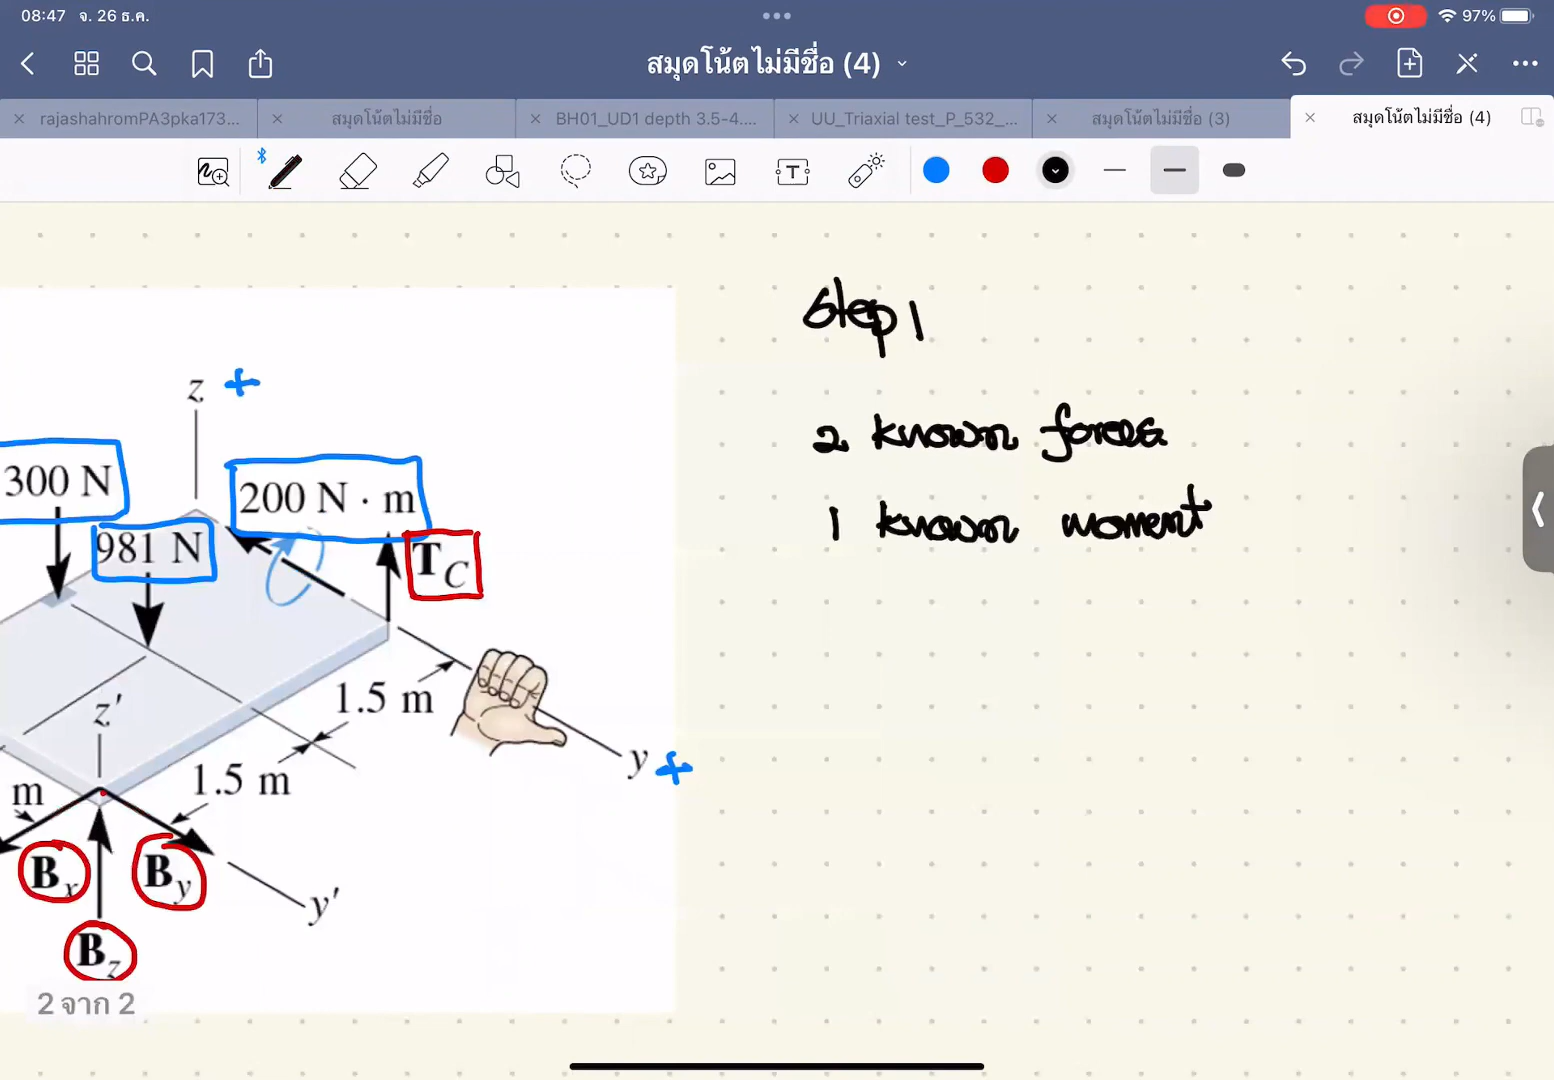 08:47 จ. 26 ธ.ค.
97%
สมุดโน้ตไม่มีชื่อ (4)
rajashahromPA3pka173...
สมุดโน้ตไม่มีชื่อ
BH01_UD1 depth 3.5-4....
UU_Triaxial test_P_532_...
สมุดโน้ตไม่มีชื่อ (3)
สมุดโน้ตไม่มีชื่อ (4)
T
Step 1
2 known forces
1 known moment
z +
300 N
200 N · m
981 N
T_C
z'
1.5 m
1.5 m
y +
m
B_x
B_y
y'
B_z
2 จาก 2